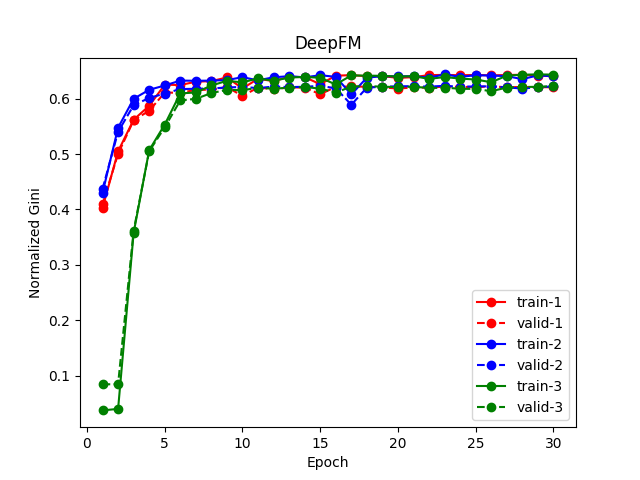 DeepFM
Normalized Gini
0.6
0.5
0.4
0.3
0.2
0.1
train-1
valid-1
train-2
valid-2
train-3
valid-3
0 5 10 15 20 25 30
Epoch